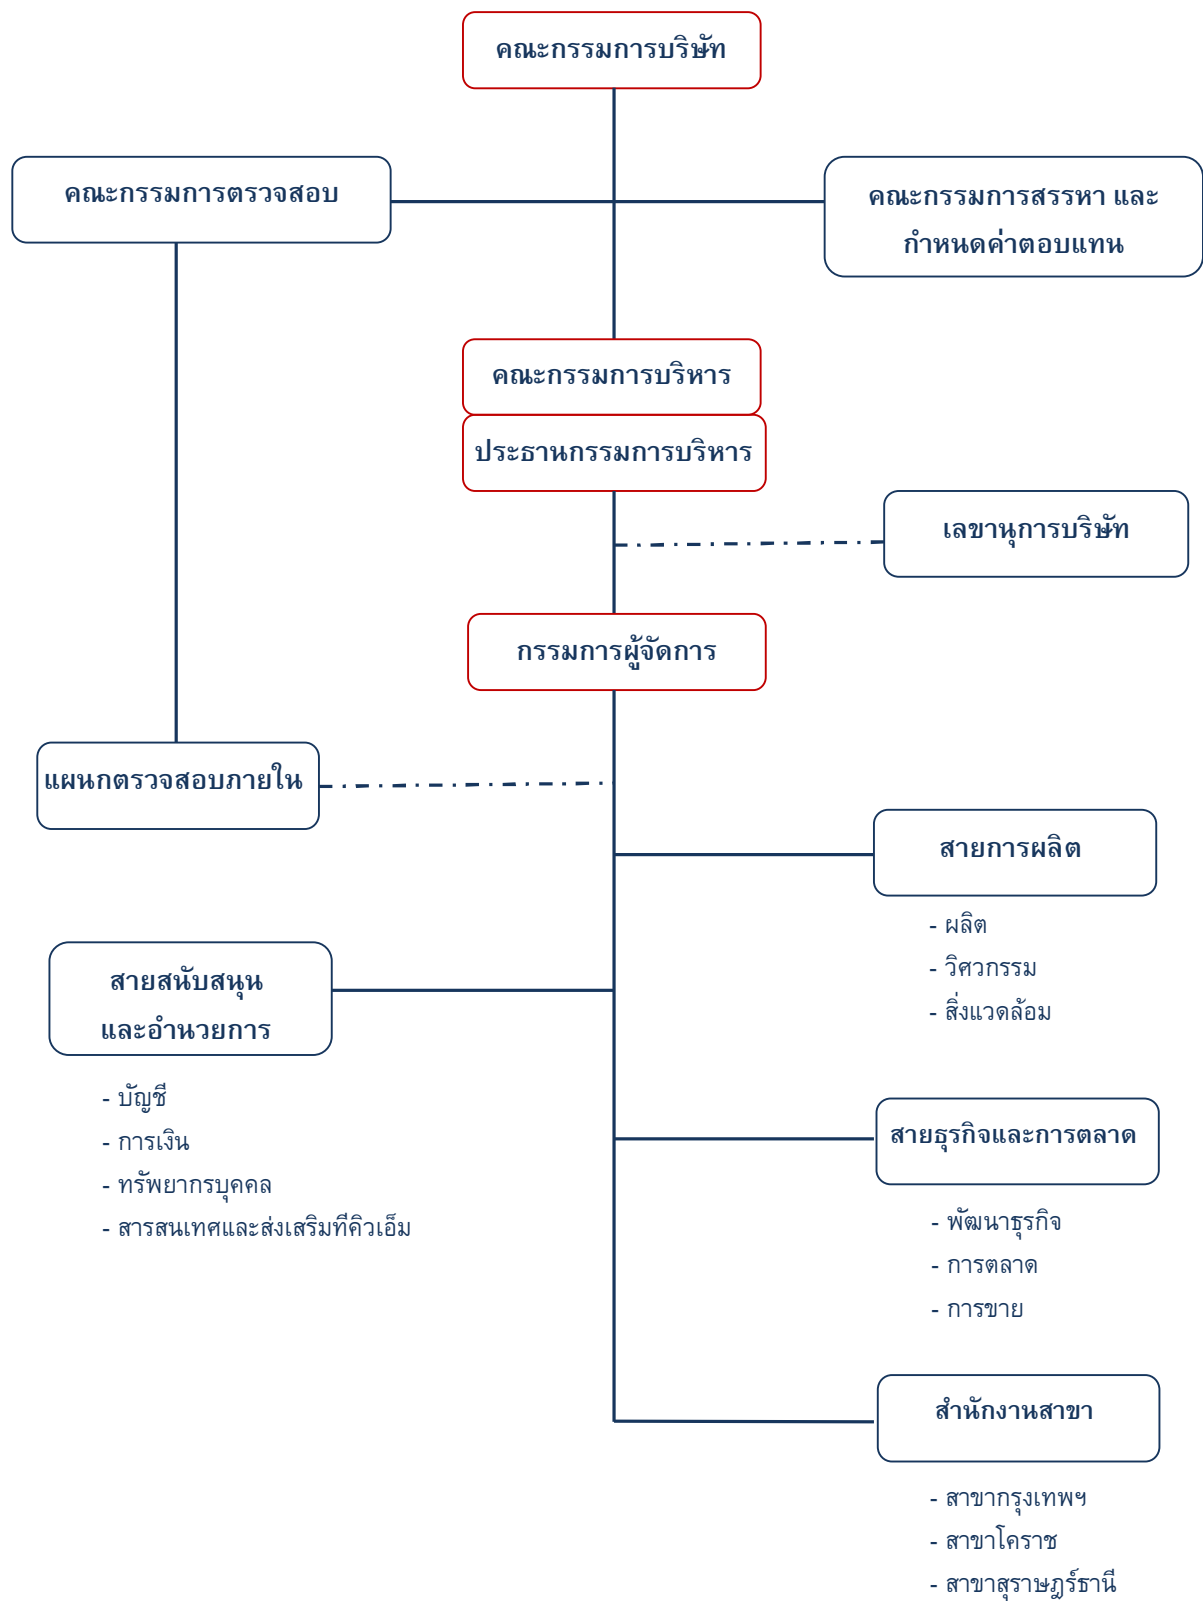 คณะกรรมการบริษัท
คณะกรรมการตรวจสอบ
คณะกรรมการสรรหา และ
กำหนดค่าตอบแทน
คณะกรรมการบริหาร
ประธานกรรมการบริหาร
เลขานุการบริษัท
กรรมการผู้จัดการ
แผนกตรวจสอบภายใน
สายการผลิต
- ผลิต
- วิศวกรรม
- สิ่งแวดล้อม
สายสนับสนุน
และอำนวยการ
- บัญชี
- การเงิน
- ทรัพยากรบุคคล
- สารสนเทศและส่งเสริมทีคิวเอ็ม
สายธุรกิจและการตลาด
- พัฒนาธุรกิจ
- การตลาด
- การขาย
สำนักงานสาขา
- สาขากรุงเทพฯ
- สาขาโคราช
- สาขาสุราษฎร์ธานี